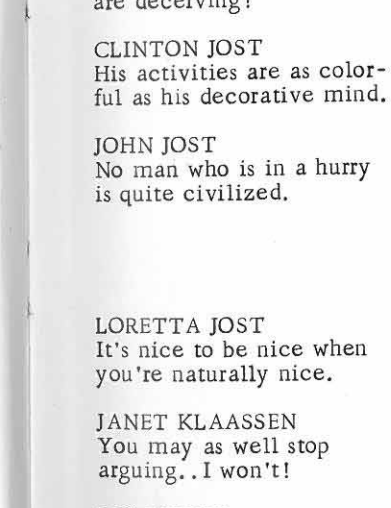 are deceiving!
CLINTON JOST
His activities are as color-
ful as his decorative mind.
JOHN JOST
No man who is in a hurry
is quite civilized.
LORETTA JOST
It's nice to be nice when
you're naturally nice.
JANET KLAASSEN
You may as well stop
arguing..I won't!